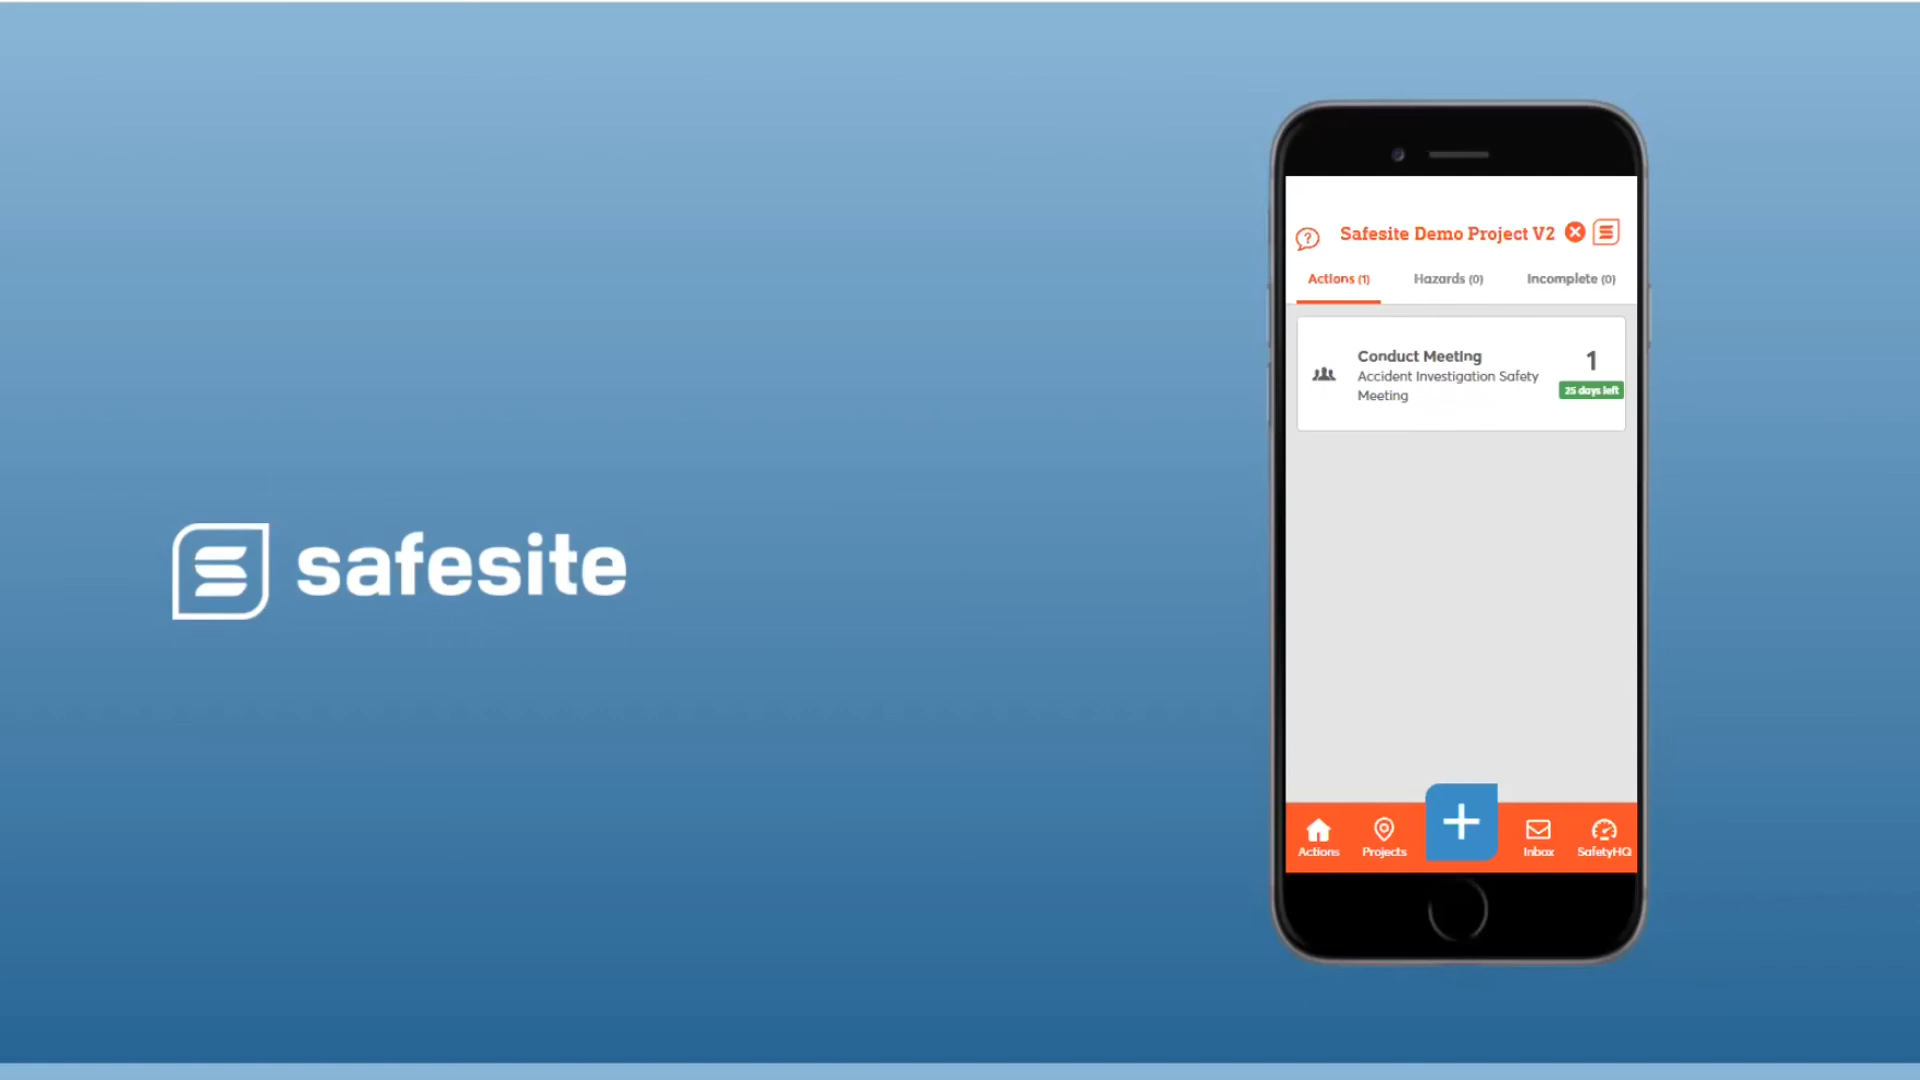 safesite
Safesite Demo Project V2
Actions (1) Hazards (0) Incomplete (0)
Conduct Meeting
Accident Investigation Safety
Meeting
1
25 days left
Actions Projects Inbox SafetyHQ